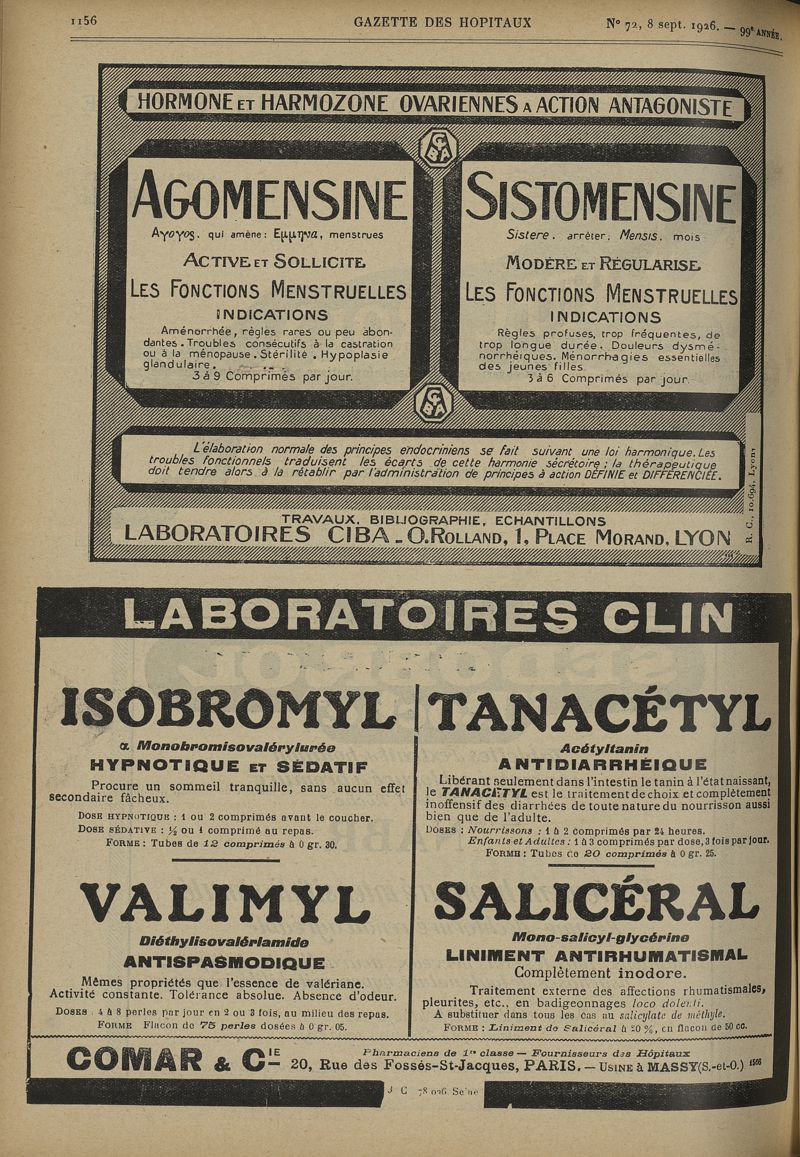 1156
GAZETTE DES HOPITAUX
N° 72, 8 sept. 1926. — 99e ANNÉE.
HORMONE ET HARMOZONE OVARIENNES A ACTION ANTAGONISTE
CIBA
AGOMENSINE
Αγογος. qui amène: Εμμηνα, menstrues
ACTIVE ET SOLLICITE
LES FONCTIONS MENSTRUELLES
INDICATIONS
Aménorrhée, règles rares ou peu abon-
dantes. Troubles consécutifs à la castration
ou à la ménopause. Stérilité. Hypoplasie
glandulaire.
3 à 9 Comprimés par jour.
SISTOMENSINE
Sistere. arrêter. Mensis. mois
MODÈRE ET RÉGULARISE
LES FONCTIONS MENSTRUELLES
INDICATIONS
Règles profuses, trop fréquentes, de
trop longue durée. Douleurs dysmé-
norrhéiques. Ménorrhagies essentielles
des jeunes filles
3 à 6 Comprimés par jour.
CIBA
L'élaboration normale des principes endocriniens se fait suivant une loi harmonique. Les
troubles fonctionnels traduisent les écarts de cette harmonie sécrétoire; la thérapeutique
doit tendre alors à la rétablir par l'administration de principes à action DÉFINIE et DIFFÉRENCIÉE.
TRAVAUX, BIBLIOGRAPHIE, ECHANTILLONS
LABORATOIRES CIBA - O. ROLLAND, 1, PLACE MORAND, LYON
R. C., 10.694, Lyon,
LABORATOIRES CLIN
ISOBROMYL
α Monobromisovalérylurée
HYPNOTIQUE ET SÉDATIF
Procure un sommeil tranquille, sans aucun effet
secondaire fâcheux.
DOSE HYPNOTIQUE : 1 ou 2 comprimés avant le coucher.
DOSE SÉDATIVE : ½ ou 1 comprimé au repas.
FORME : Tubes de 12 comprimés à 0 gr. 30.
TANACÉTYL
Acétyltanin
ANTIDIARRHÉIQUE
Libérant seulement dans l'intestin le tanin à l'état naissant,
le TANACÉTYL est le traitement de choix et complètement
inoffensif des diarrhées de toute nature du nourrisson aussi
bien que de l'adulte.
DOSES : Nourrissons : 1 à 2 comprimés par 24 heures.
Enfants et Adultes : 1 à 3 comprimés par dose, 3 fois par jour.
FORME : Tubes de 20 comprimés à 0 gr. 25.
VALIMYL
Diéthylisovalériamide
ANTISPASMODIQUE
Mêmes propriétés que l'essence de valériane.
Activité constante. Tolérance absolue. Absence d'odeur.
DOSES . 4 à 8 perles par jour en 2 ou 3 fois, au milieu des repas.
FORME Flacon de 75 perles dosées à 0 gr. 05.
SALICÉRAL
Mono-salicyl-glycérine
LINIMENT ANTIRHUMATISMAL
Complètement inodore.
Traitement externe des affections rhumatismales,
pleurites, etc., en badigeonnages loco dolenti.
A substituer dans tous les cas au salicylate de méthyle.
FORME : Liniment de Salicéral à 20 %, en flacon de 50 cc.
COMAR & CIE
Pharmaciens de 1re classe — Fournisseurs des Hôpitaux
20, Rue des Fossés-St-Jacques, PARIS. — USINE à MASSY (S.-et-O.)